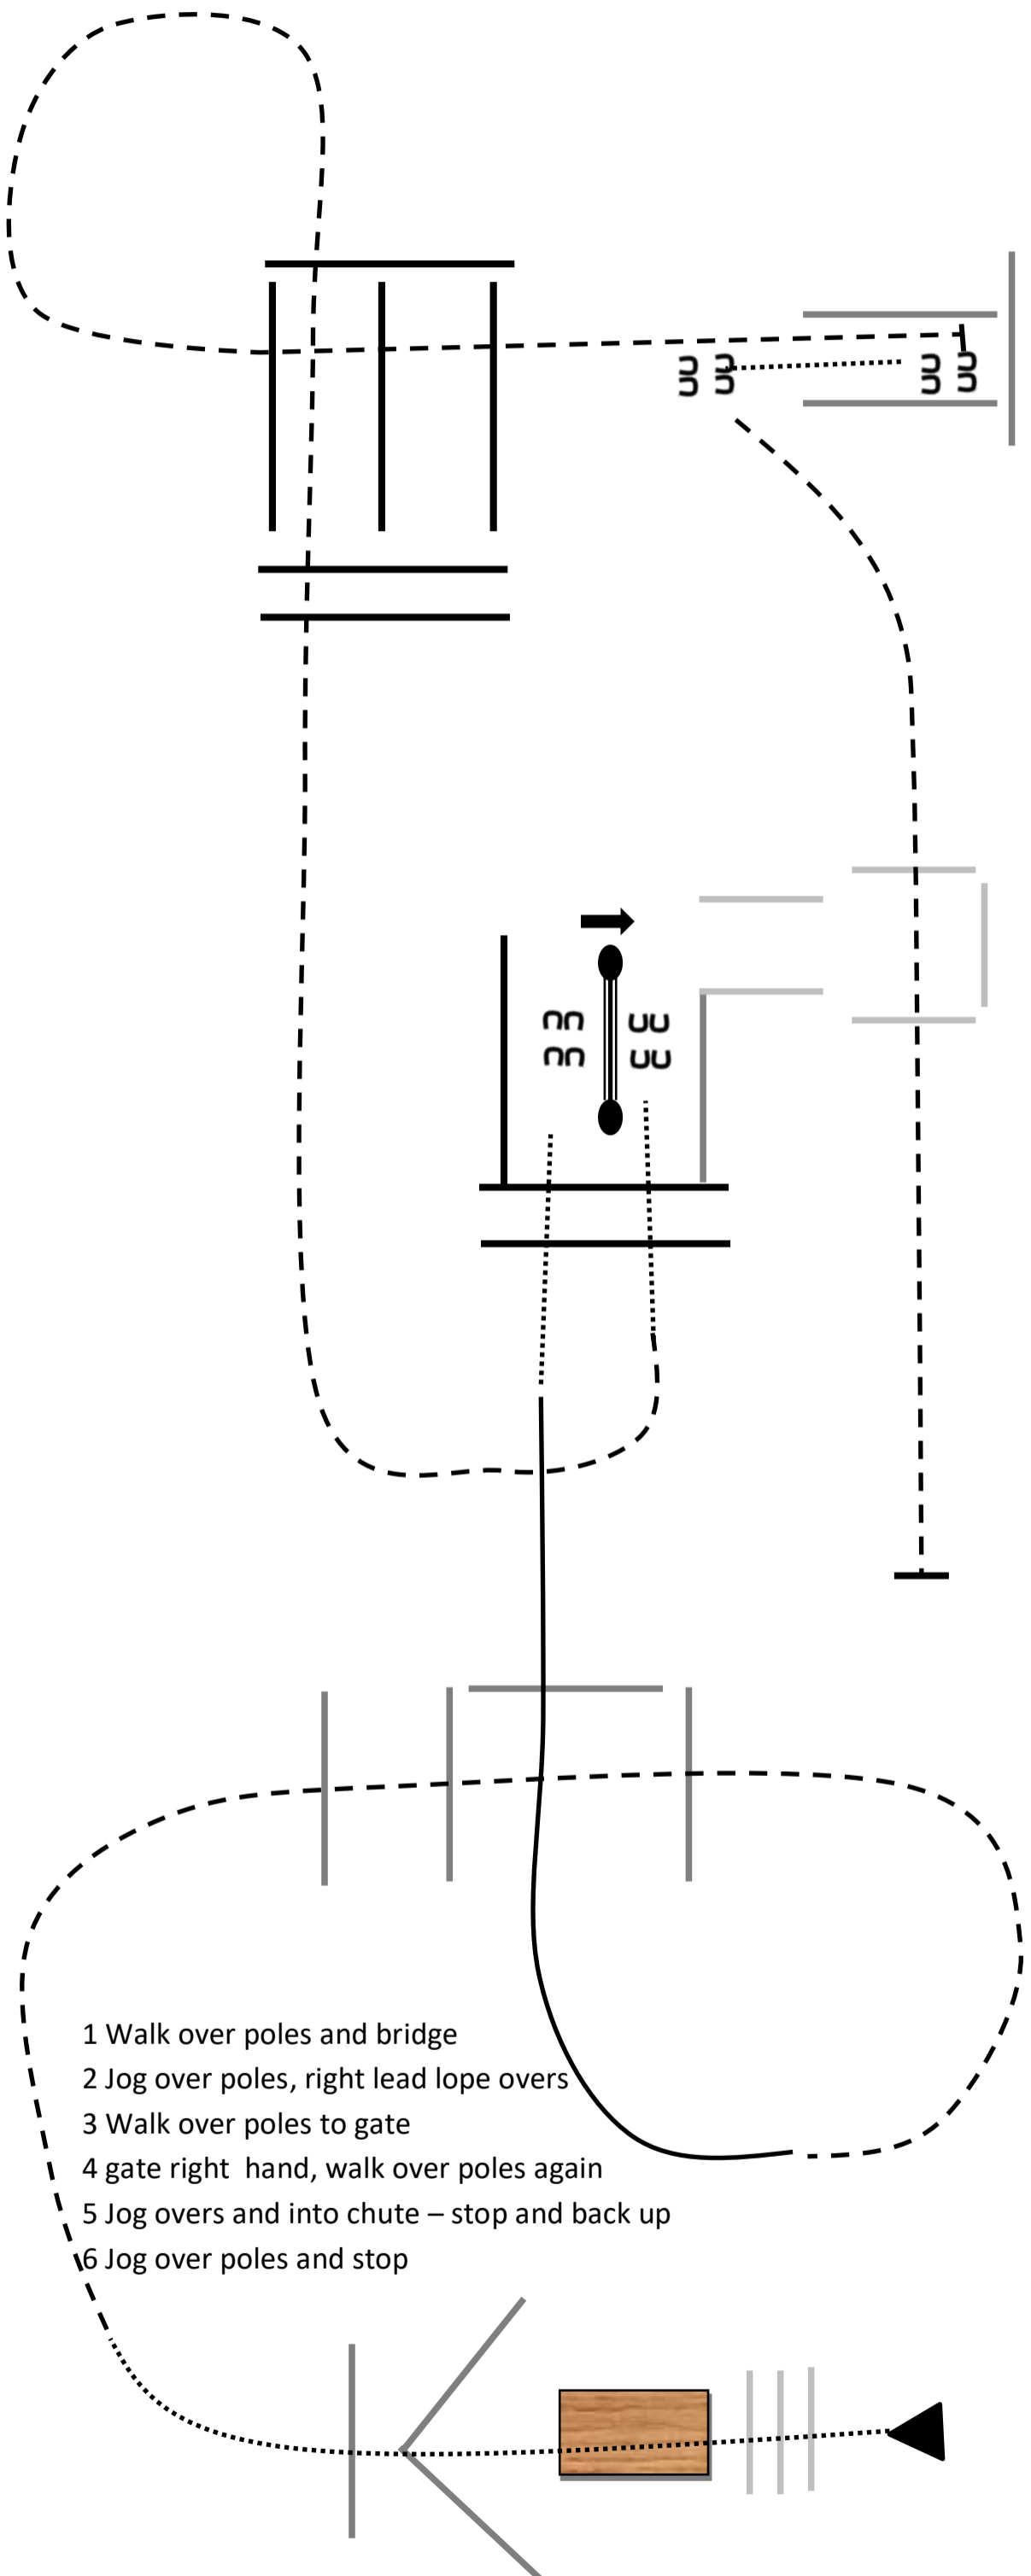 1 Walk over poles and bridge
2 Jog over poles, right lead lope overs
3 Walk over poles to gate
4 gate right  hand, walk over poles again
5 Jog overs and into chute – stop and back up
6 Jog over poles and stop